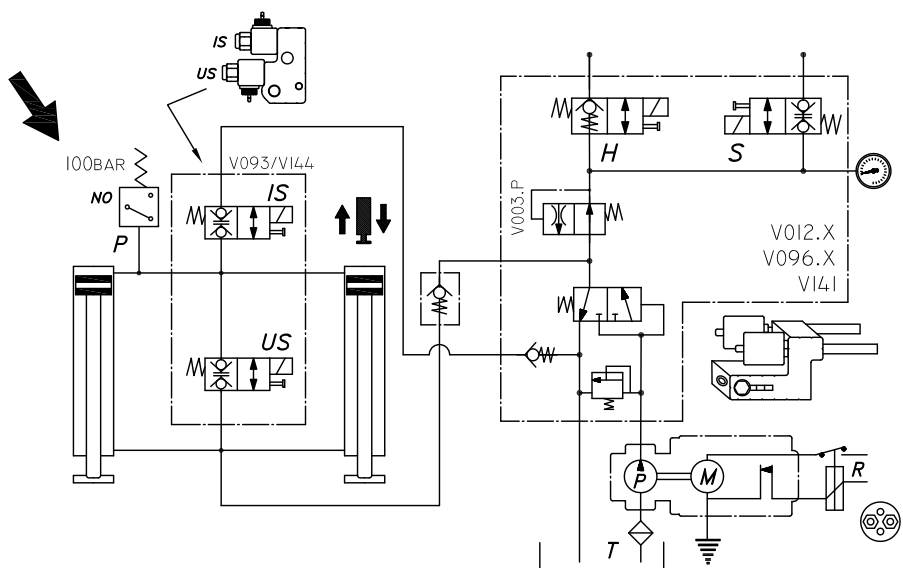 IS
US
100BAR
V093/V144
NO
IS
P
H
S
V003.P
V012.X
V096.X
V141
US
P
M
R
T